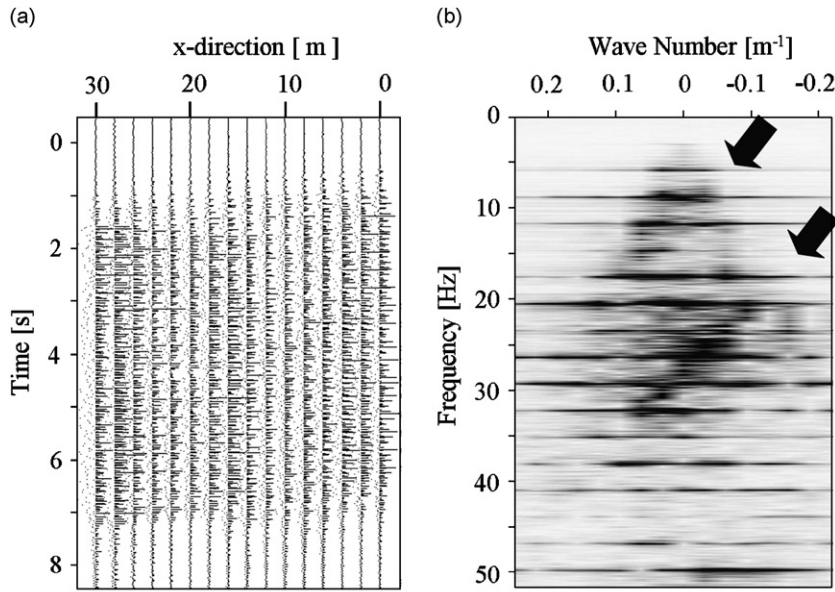 (a)
x-direction [ m ]
30 20 10 0
Time [s]
0
2
4
6
8
(b)
Wave Number [m-1]
0.2 0.1 0 -0.1 -0.2
Frequency [Hz]
0
10
20
30
40
50